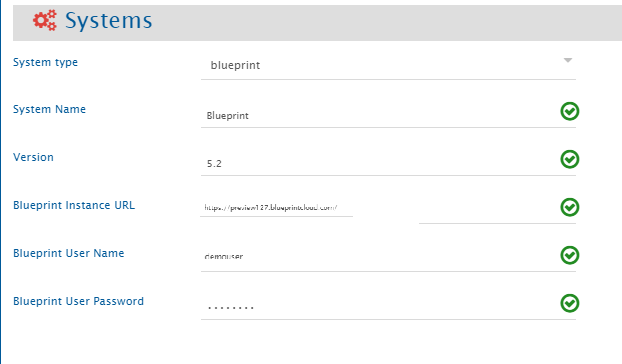 Systems
System type
blueprint
System Name
Blueprint
Version
5.2
Blueprint Instance URL
https://preview127.blueprintcloud.com/
Blueprint User Name
demouser
Blueprint User Password
........